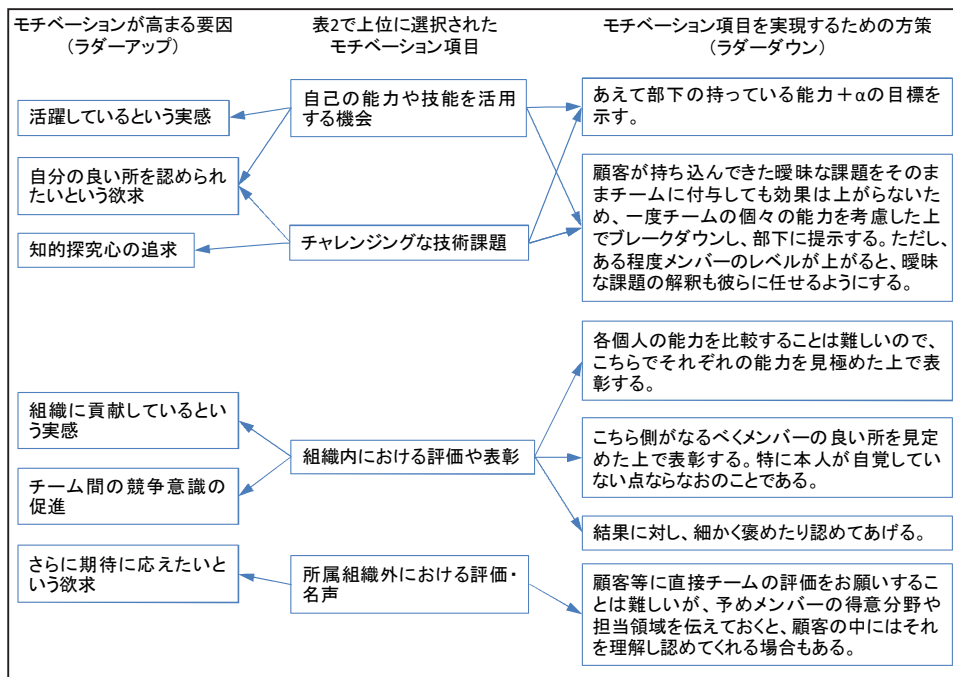 モチベーションが高まる要因
（ラダーアップ）
表2で上位に選択された
モチベーション項目
モチベーション項目を実現するための方策
（ラダーダウン）
活躍しているという実感
自分の良い所を認められ
たいという欲求
知的探究心の追求
組織に貢献しているとい
う実感
チーム間の競争意識の
促進
さらに期待に応えたいと
いう欲求
自己の能力や技能を活用
する機会
チャレンジングな技術課題
組織内における評価や表彰
所属組織外における評価・
名声
あえて部下の持っている能力＋αの目標を
示す。
顧客が持ち込んできた曖昧な課題をそのま
まチームに付与しても効果は上がらないた
め、一度チームの個々の能力を考慮した上
でブレークダウンし、部下に提示する。ただし、
ある程度メンバーのレベルが上がると、曖昧
な課題の解釈も彼らに任せるようにする。
各個人の能力を比較することは難しいので、
こちらでそれぞれの能力を見極めた上で表
彰する。
こちら側がなるべくメンバーの良い所を見定
めた上で表彰する。特に本人が自覚してい
ない点ならなおのことである。
結果に対し、細かく褒めたり認めてあげる。
顧客等に直接チームの評価をお願いするこ
とは難しいが、予めメンバーの得意分野や
担当領域を伝えておくと、顧客の中にはそれ
を理解し認めてくれる場合もある。